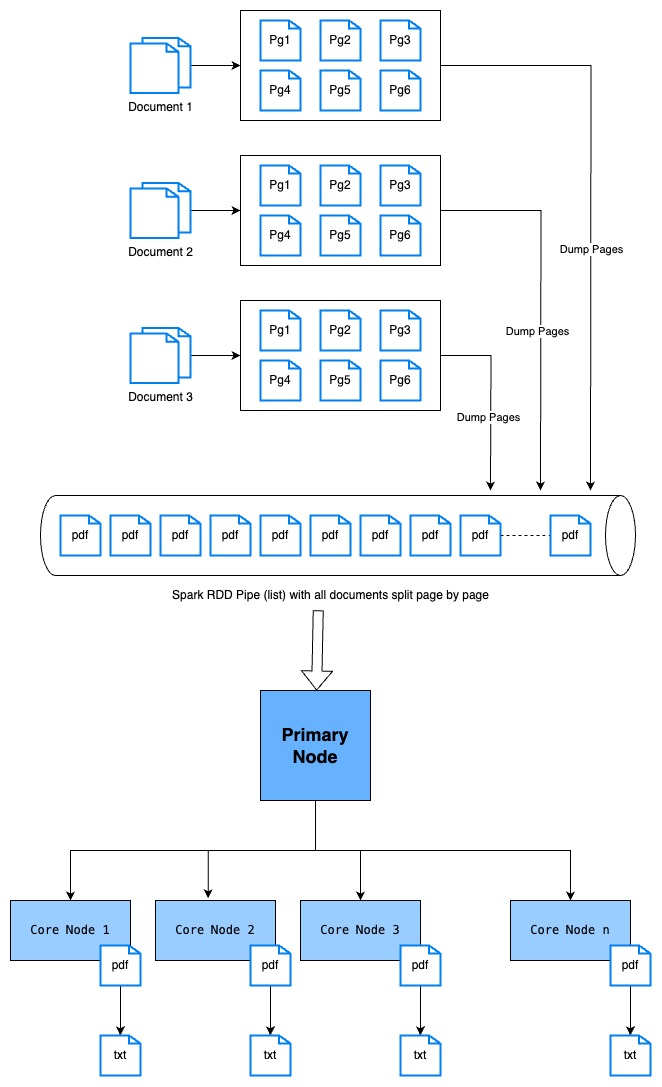 Pg1 Pg2 Pg3
Pg4 Pg5 Pg6
Document 1
Pg1 Pg2 Pg3
Pg4 Pg5 Pg6
Document 2
Dump Pages
Pg1 Pg2 Pg3
Dump Pages
Pg4 Pg5 Pg6
Document 3
Dump Pages
pdf pdf pdf pdf pdf pdf pdf pdf pdf pdf
Spark RDD Pipe (list) with all documents split page by page
Primary
Node
Core Node 1 Core Node 2 Core Node 3 Core Node n
pdf pdf pdf pdf
txt txt txt txt